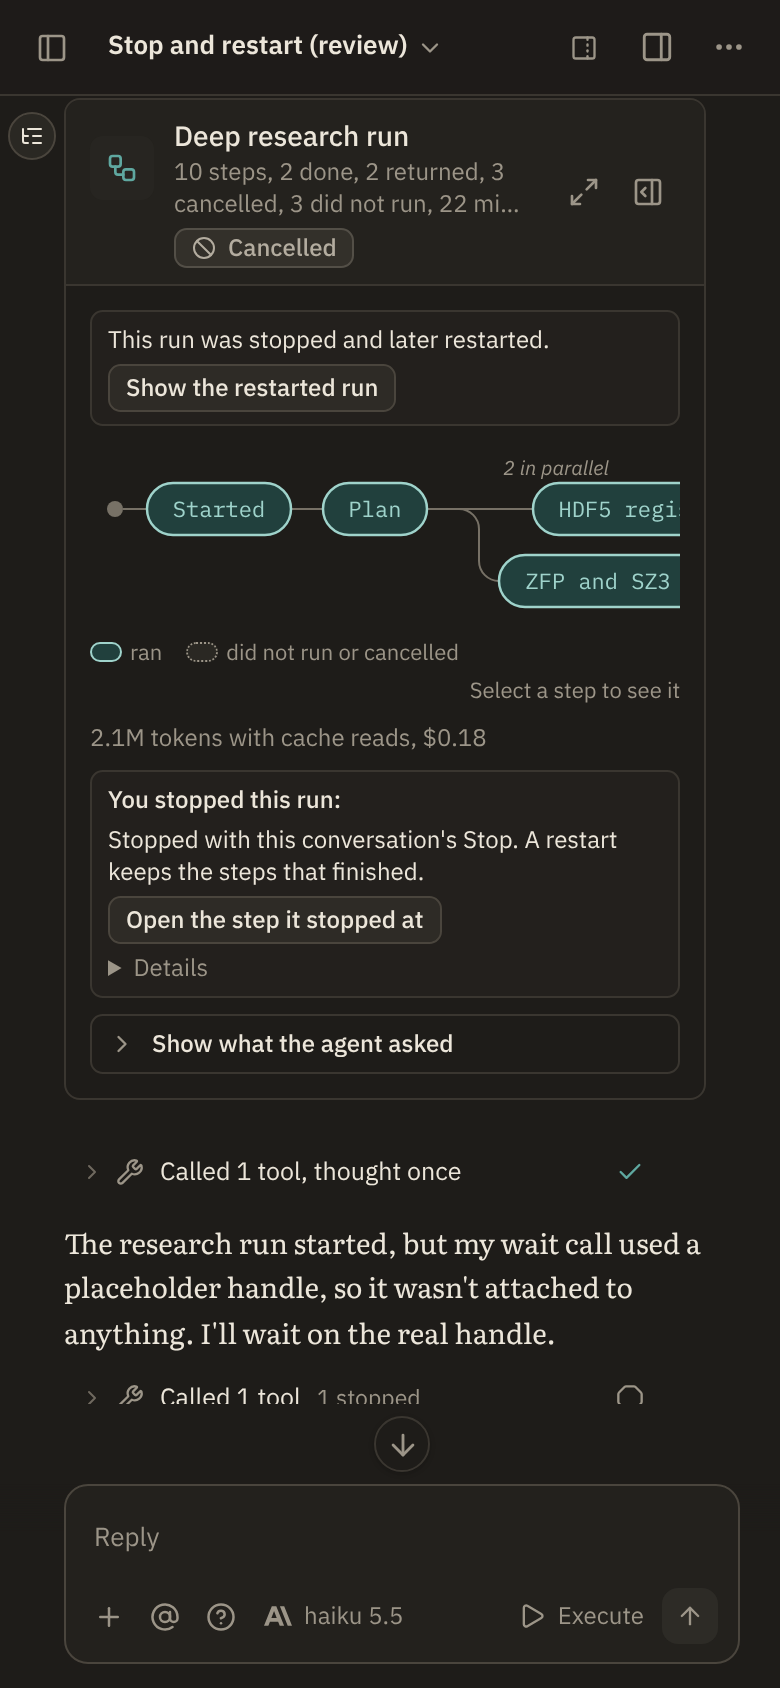 Stop and restart (review)
Deep research run
10 steps, 2 done, 2 returned, 3
cancelled, 3 did not run, 22 mi...
Cancelled
This run was stopped and later restarted.
Show the restarted run
2 in parallel
Started
Plan
HDF5 regi
ZFP and SZ3
ran
did not run or cancelled
Select a step to see it
2.1M tokens with cache reads, $0.18
You stopped this run:
Stopped with this conversation's Stop. A restart
keeps the steps that finished.
Open the step it stopped at
Details
Show what the agent asked
Called 1 tool, thought once
The research run started, but my wait call used a
placeholder handle, so it wasn't attached to
anything. I'll wait on the real handle.
Called 1 tool 1 stopped
Reply
haiku 5.5
Execute